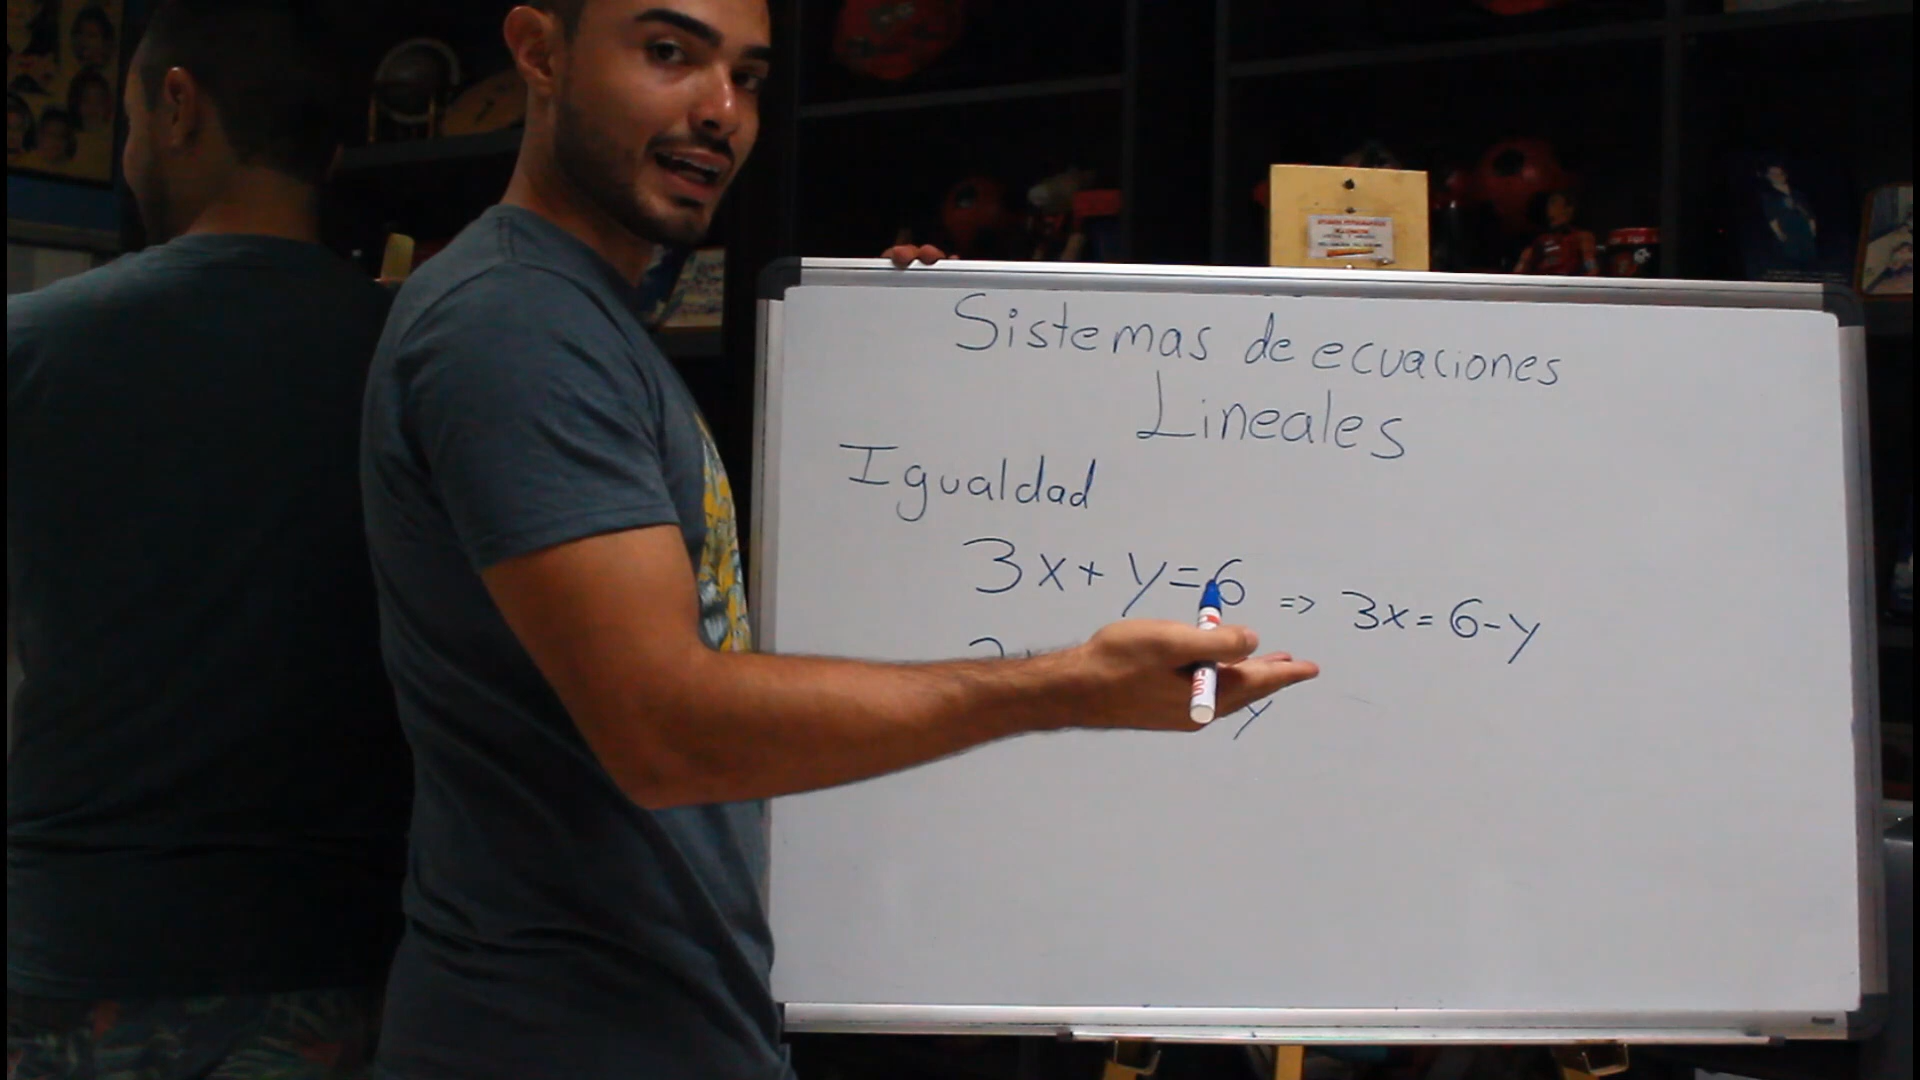 Sistemas de ecuaciones
Lineales
Igualdad
3x + y = 6 => 3x = 6 - y
y